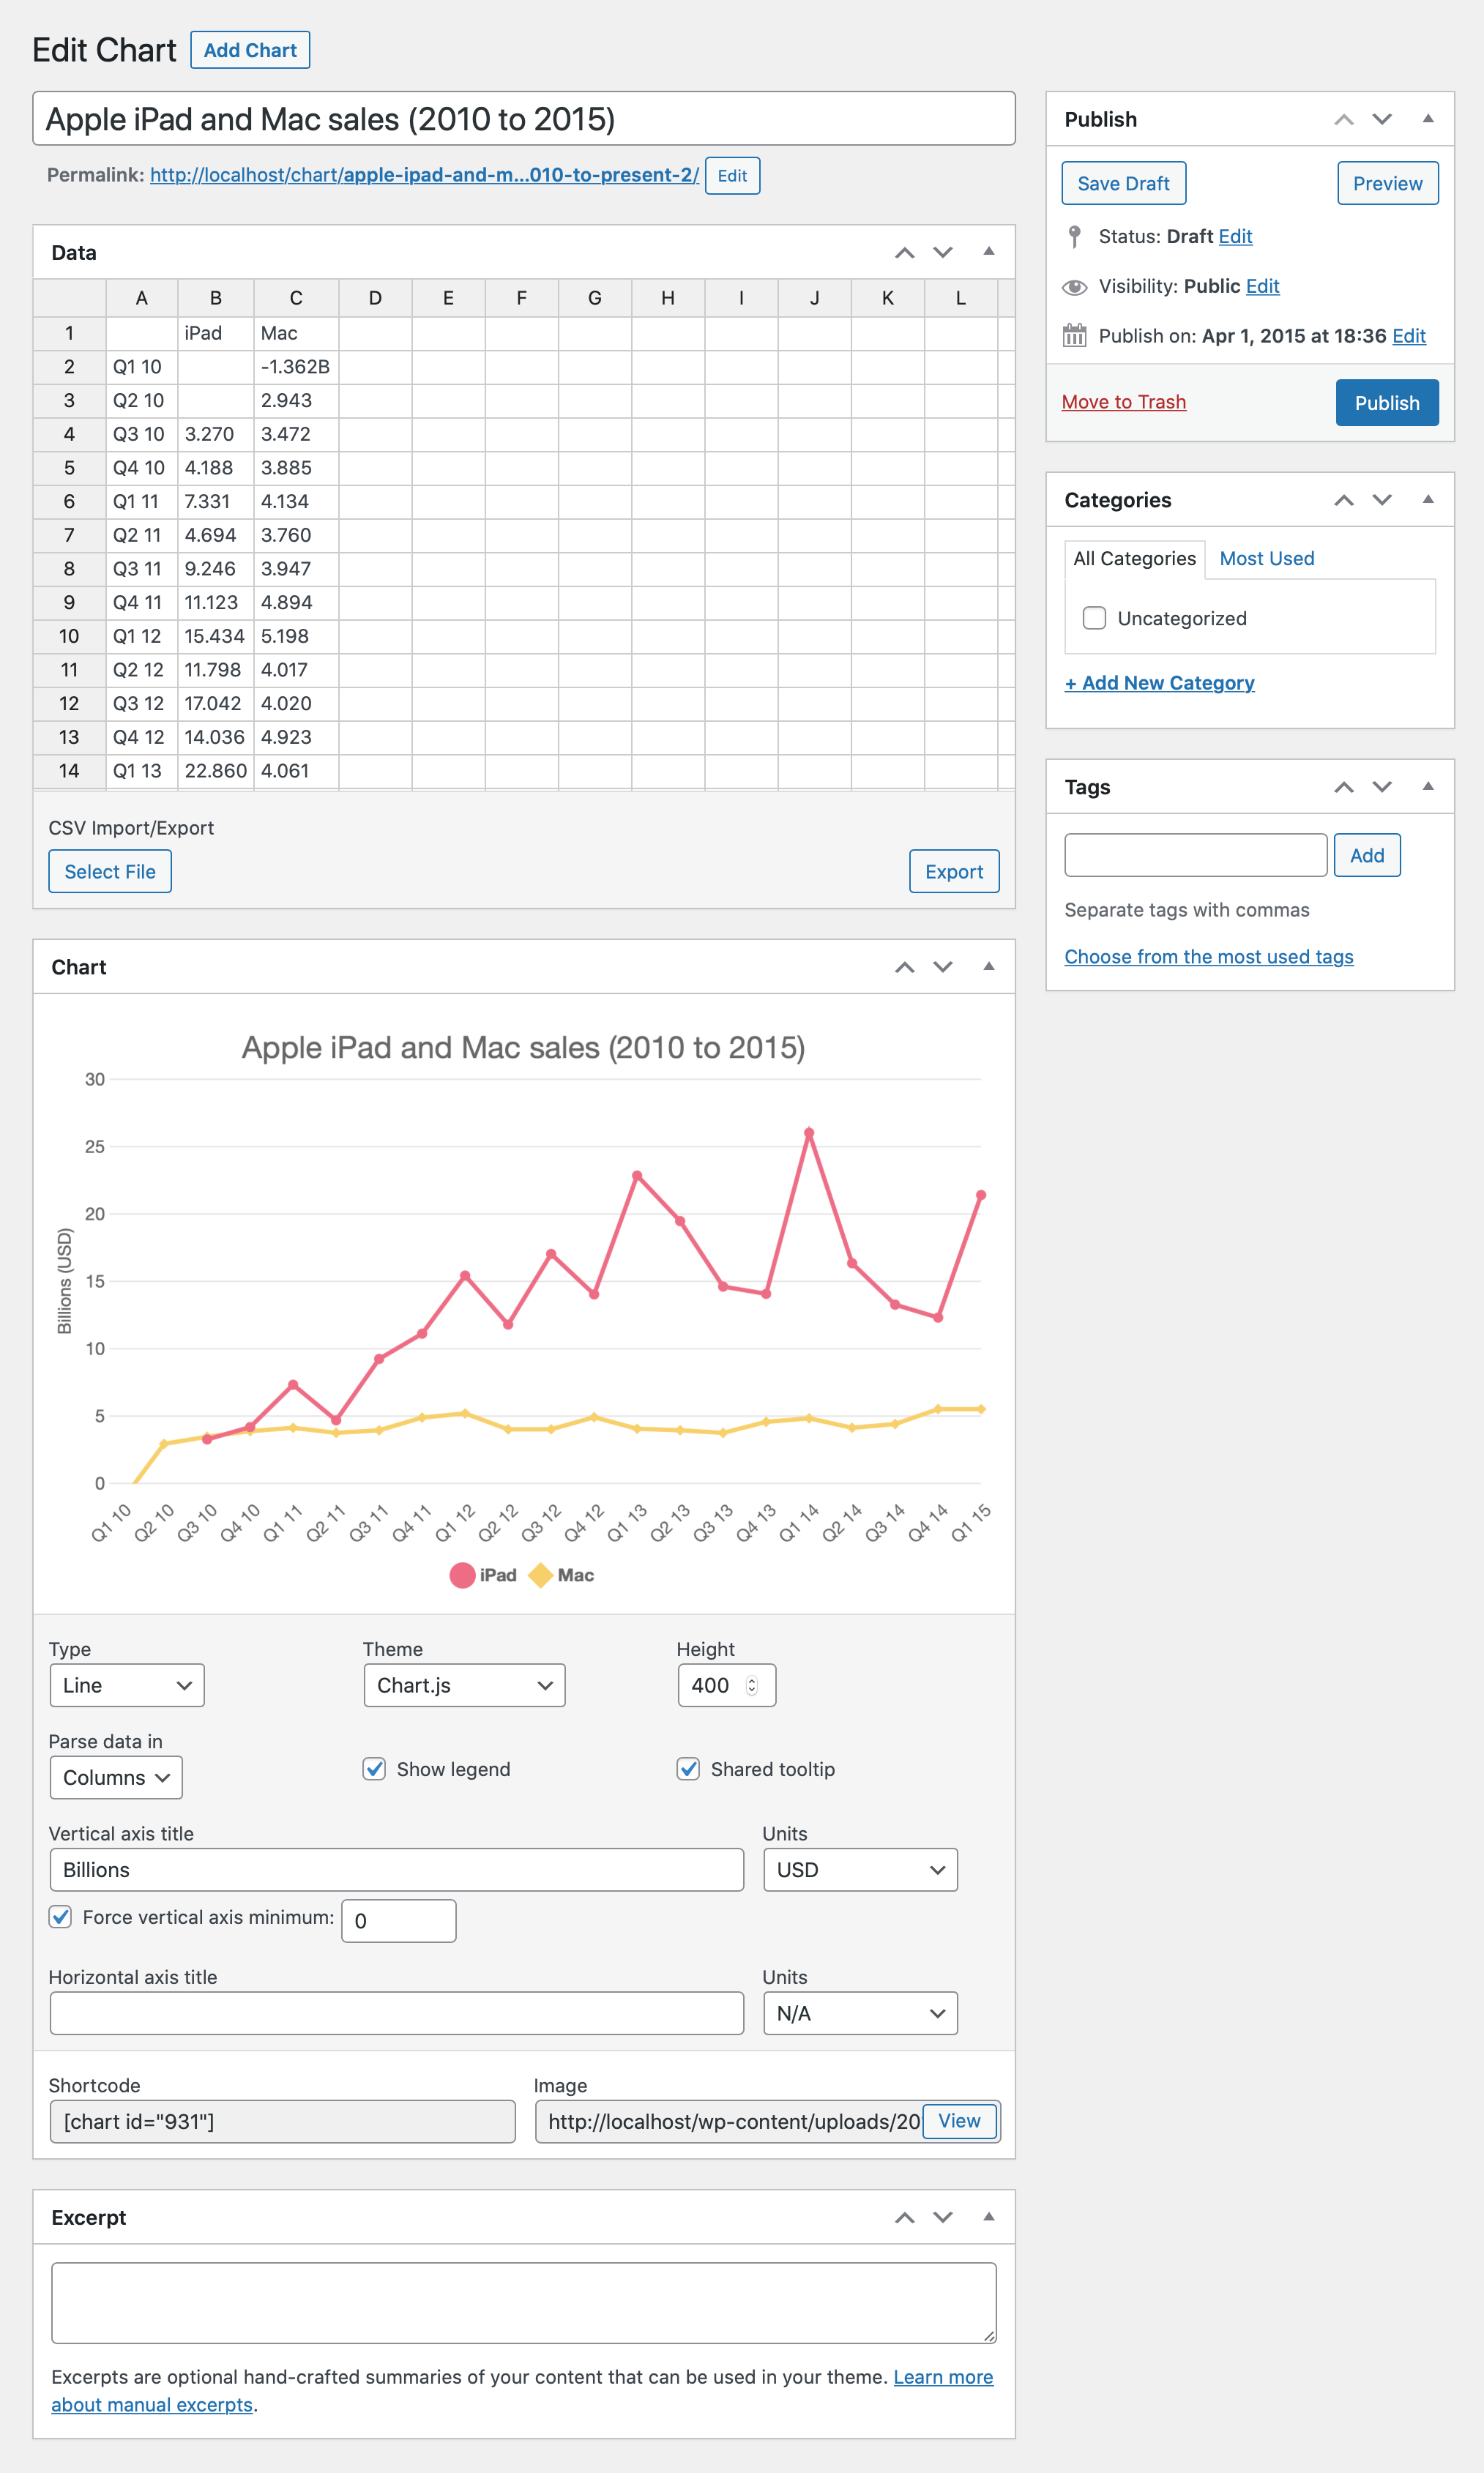 Edit Chart Add Chart
Apple iPad and Mac sales (2010 to 2015)
Permalink: http://localhost/chart/apple-ipad-and-m...010-to-present-2/ Edit
Data
A B C D E F G H I J K L
1 iPad Mac
2 Q1 10 -1.362B
3 Q2 10 2.943
4 Q3 10 3.270 3.472
5 Q4 10 4.188 3.885
6 Q1 11 7.331 4.134
7 Q2 11 4.694 3.760
8 Q3 11 9.246 3.947
9 Q4 11 11.123 4.894
10 Q1 12 15.434 5.198
11 Q2 12 11.798 4.017
12 Q3 12 17.042 4.020
13 Q4 12 14.036 4.923
14 Q1 13 22.860 4.061
CSV Import/Export
Select File Export
Chart
Apple iPad and Mac sales (2010 to 2015)
30
25
20
15
10
5
0
Billions (USD)
Q1 10 Q2 10 Q3 10 Q4 10 Q1 11 Q2 11 Q3 11 Q4 11 Q1 12 Q2 12 Q3 12 Q4 12 Q1 13 Q2 13 Q3 13 Q4 13 Q1 14 Q2 14 Q3 14 Q4 14 Q1 15
iPad Mac
Type Theme Height
Line Chart.js 400
Parse data in
Columns Show legend Shared tooltip
Vertical axis title Units
Billions USD
Force vertical axis minimum: 0
Horizontal axis title Units
N/A
Shortcode Image
[chart id="931"] http://localhost/wp-content/uploads/20 View
Excerpt
Excerpts are optional hand-crafted summaries of your content that can be used in your theme. Learn more
about manual excerpts.
Publish
Save Draft Preview
Status: Draft Edit
Visibility: Public Edit
Publish on: Apr 1, 2015 at 18:36 Edit
Move to Trash Publish
Categories
All Categories Most Used
Uncategorized
+ Add New Category
Tags
Add
Separate tags with commas
Choose from the most used tags